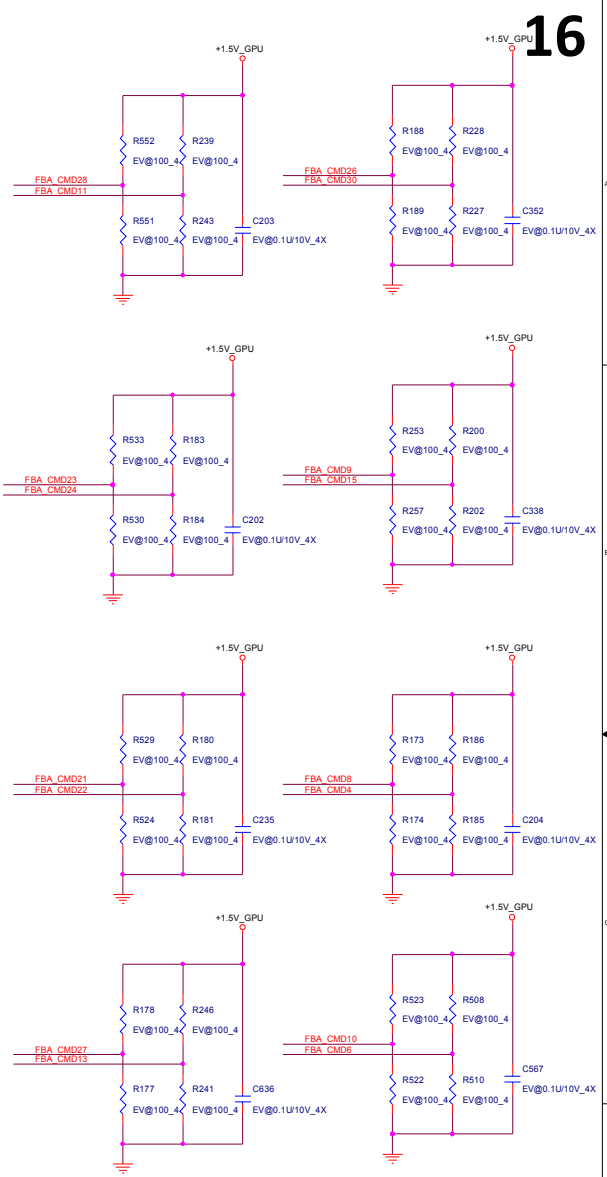 16
+1.5V_GPU
R552 R239
EV@100_4 EV@100_4
FBA_CMD28
FBA_CMD11
R551 R243 C203
EV@100_4 EV@100_4 EV@0.1U/10V_4X
+1.5V_GPU
R188 R228
EV@100_4 EV@100_4
FBA_CMD26
FBA_CMD30
R189 R227 C352
EV@100_4 EV@100_4 EV@0.1U/10V_4X
A
+1.5V_GPU
R533 R183
EV@100_4 EV@100_4
FBA_CMD23
FBA_CMD24
R530 R184 C202
EV@100_4 EV@100_4 EV@0.1U/10V_4X
+1.5V_GPU
R253 R200
EV@100_4 EV@100_4
FBA_CMD9
FBA_CMD15
R257 R202 C338
EV@100_4 EV@100_4 EV@0.1U/10V_4X
B
+1.5V_GPU
R529 R180
EV@100_4 EV@100_4
FBA_CMD21
FBA_CMD22
R524 R181 C235
EV@100_4 EV@100_4 EV@0.1U/10V_4X
+1.5V_GPU
R173 R186
EV@100_4 EV@100_4
FBA_CMD8
FBA_CMD4
R174 R185 C204
EV@100_4 EV@100_4 EV@0.1U/10V_4X
C
+1.5V_GPU
R178 R246
EV@100_4 EV@100_4
FBA_CMD27
FBA_CMD13
R177 R241 C636
EV@100_4 EV@100_4 EV@0.1U/10V_4X
+1.5V_GPU
R523 R508
EV@100_4 EV@100_4
FBA_CMD10
FBA_CMD6
R522 R510 C567
EV@100_4 EV@100_4 EV@0.1U/10V_4X